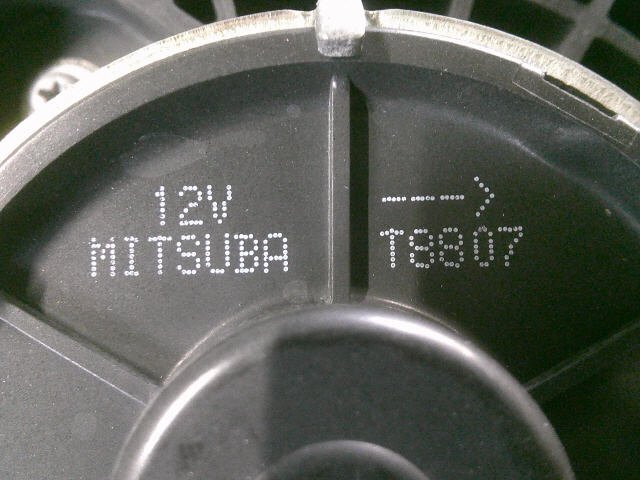 12V
MITSUBA
--->
T8807